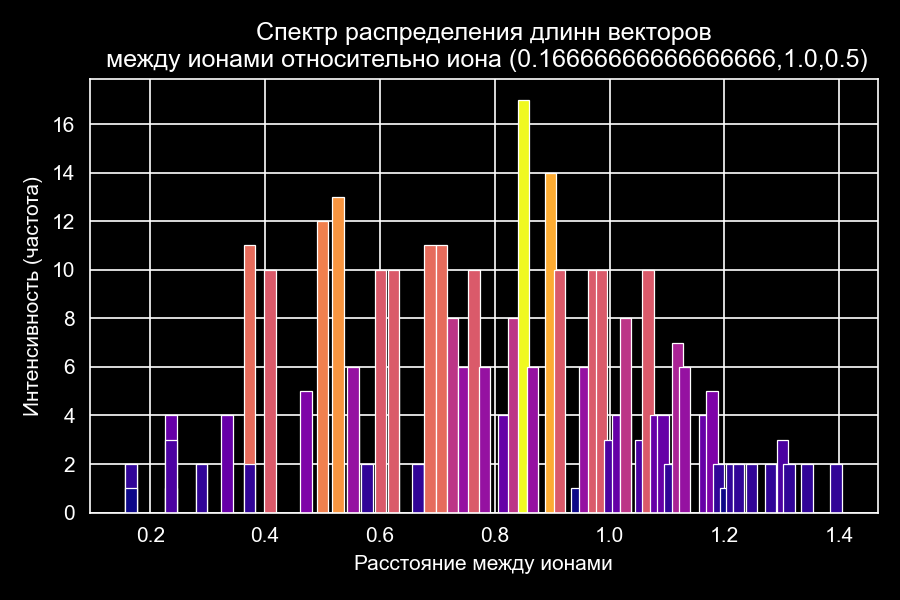 Спектр распределения длинн векторов
между ионами относительно иона (0.16666666666666666,1.0,0.5)
Интенсивность (частота)
16
14
12
10
8
6
4
2
0
0.2 0.4 0.6 0.8 1.0 1.2 1.4
Расстояние между ионами